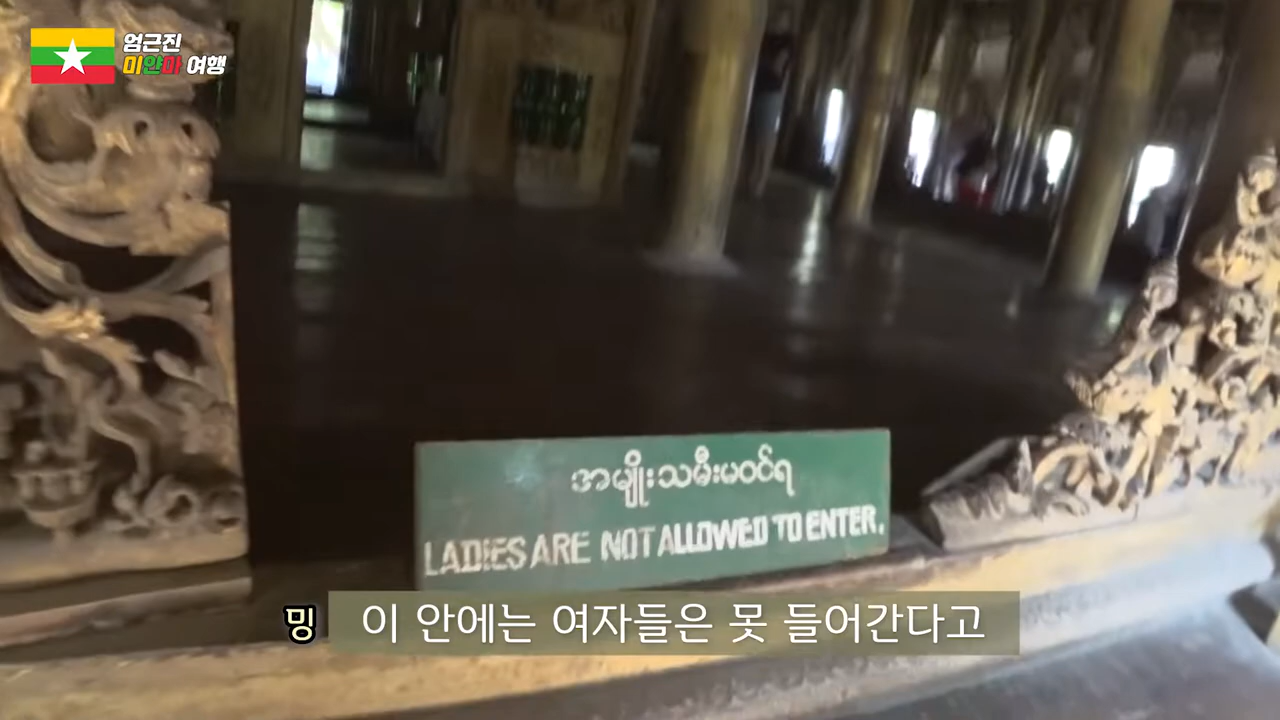 엄근진
미얀마 여행
အမျိုးသမီးမဝင်ရ
LADIES ARE NOT ALLOWED TO ENTER.
밍 이 안에는 여자들은 못 들어간다고